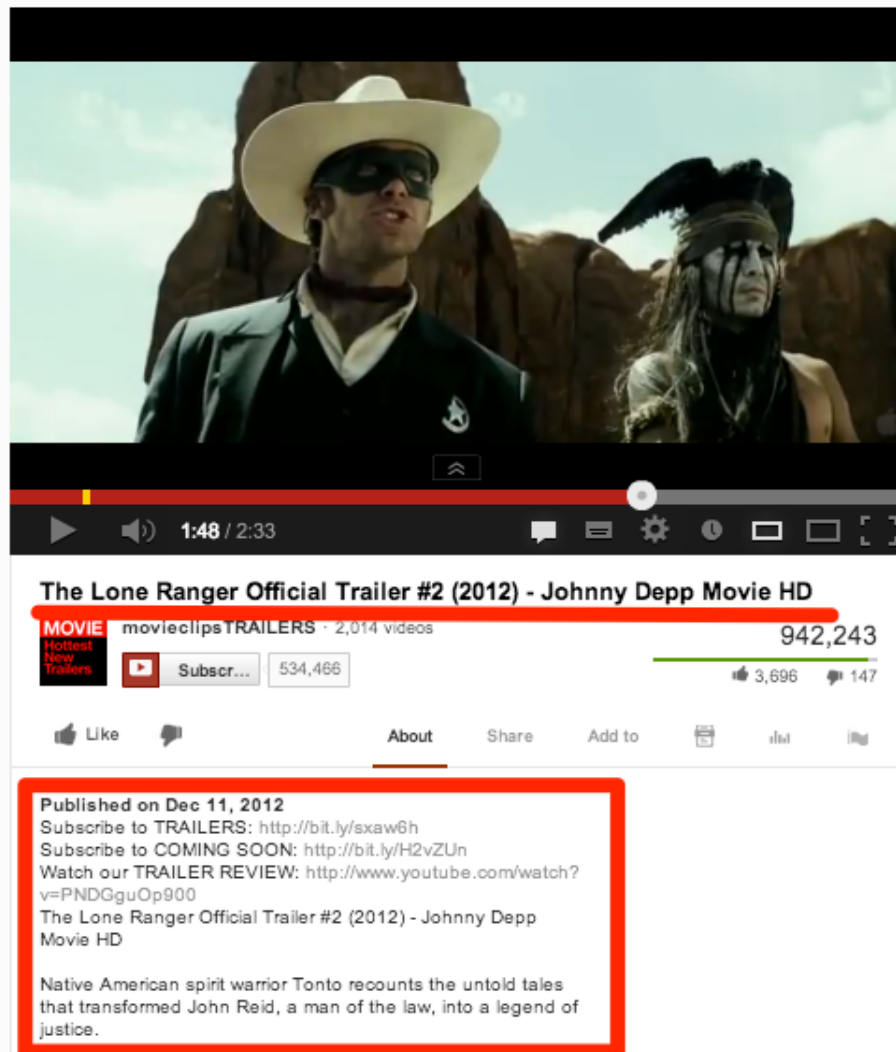 1:48 / 2:33
The Lone Ranger Official Trailer #2 (2012) - Johnny Depp Movie HD
MOVIE
Hottest
New
Trailers
movieclipsTRAILERS · 2,014 videos
Subscr... 534,466
942,243
3,696 147
Like About Share Add to
Published on Dec 11, 2012
Subscribe to TRAILERS: http://bit.ly/sxaw6h
Subscribe to COMING SOON: http://bit.ly/H2vZUn
Watch our TRAILER REVIEW: http://www.youtube.com/watch?
v=PNDGguOp900
The Lone Ranger Official Trailer #2 (2012) - Johnny Depp
Movie HD
Native American spirit warrior Tonto recounts the untold tales
that transformed John Reid, a man of the law, into a legend of
justice.